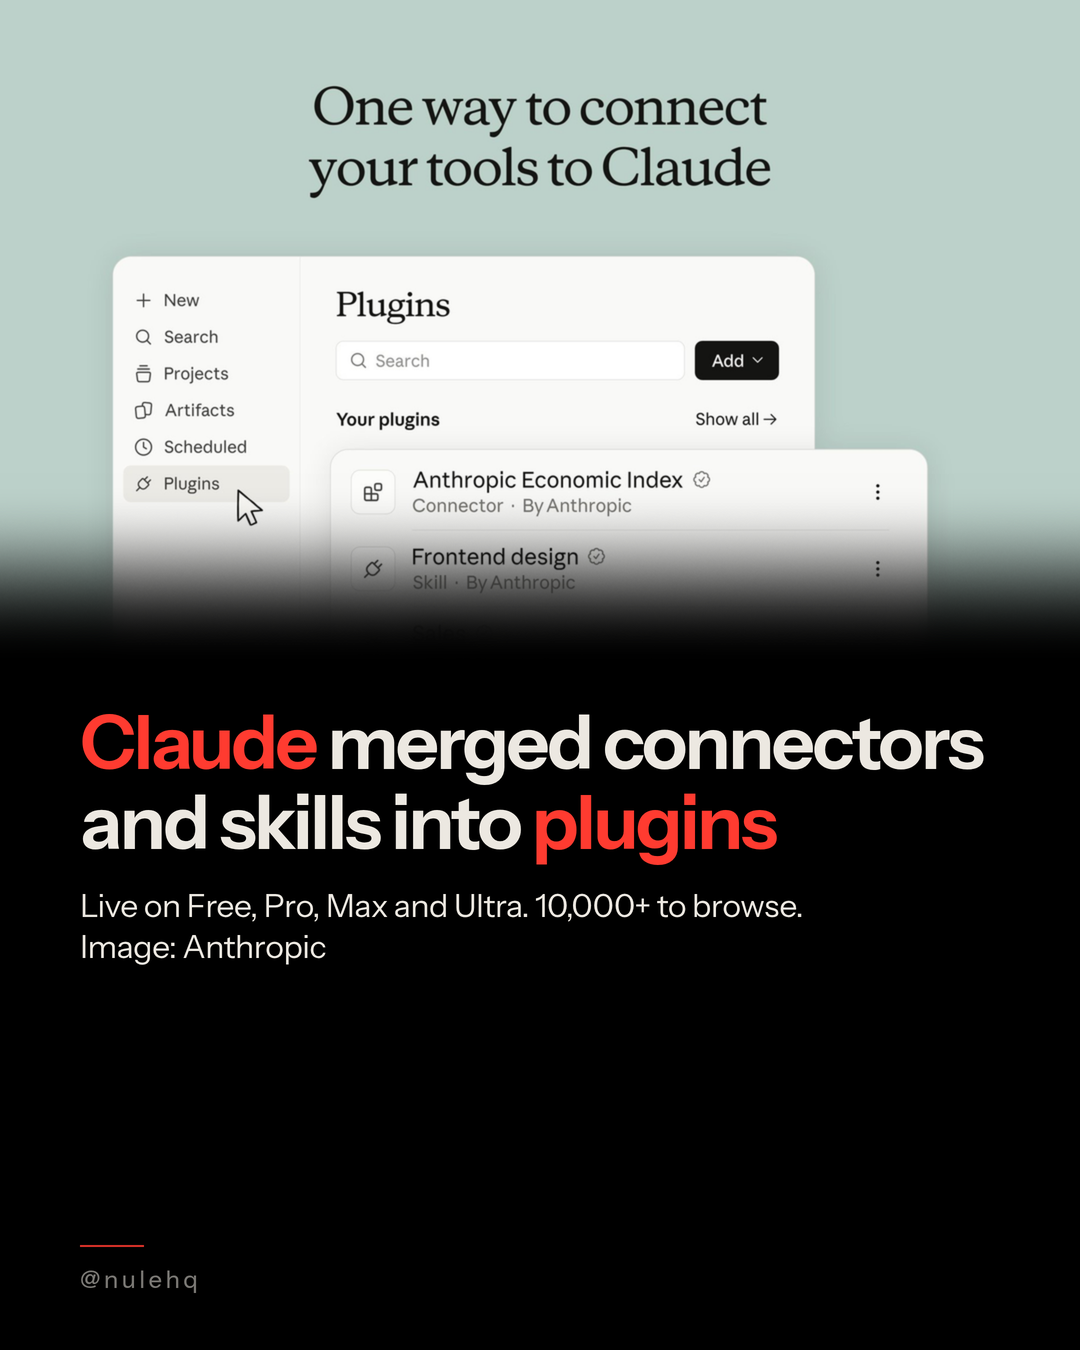 One way to connect
your tools to Claude
New
Search
Projects
Artifacts
Scheduled
Plugins
Plugins
Search
Add
Your plugins
Show all →
Anthropic Economic Index
Connector · By Anthropic
Frontend design
Skill · By Anthropic
Claude merged connectors
and skills into plugins
Live on Free, Pro, Max and Ultra. 10,000+ to browse.
Image: Anthropic
@nulehq